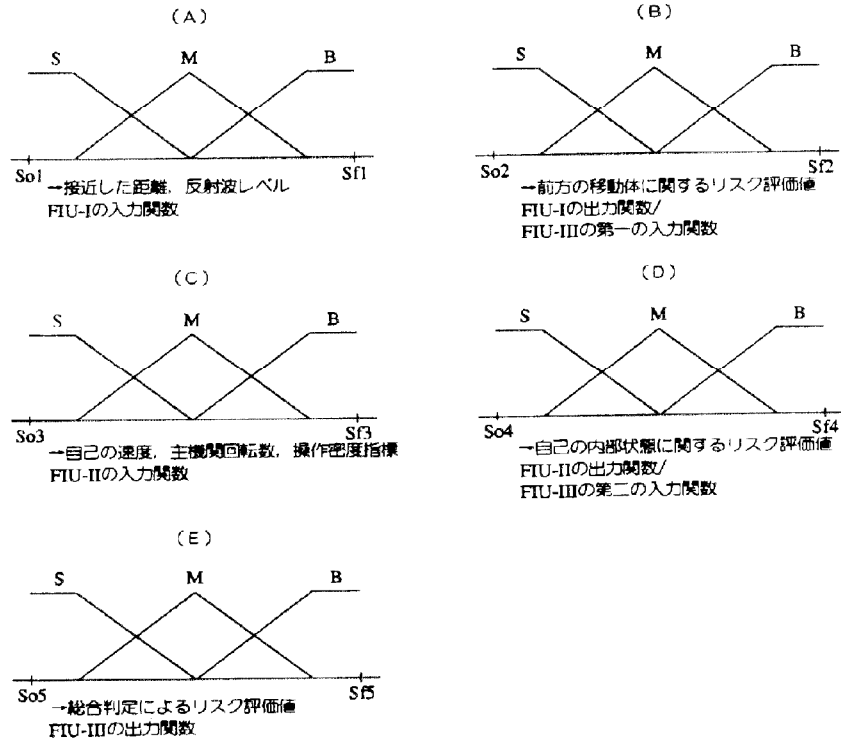 (A)
S M B
So1 Sf1
→接近した距離，反射波レベル
FIU-Iの入力関数
(B)
S M B
So2 Sf2
→前方の移動体に関するリスク評価値
FIU-Iの出力関数/
FIU-IIIの第一の入力関数
(C)
S M B
So3 Sf3
→自己の速度，主機関回転数，操作密度指標
FIU-IIの入力関数
(D)
S M B
So4 Sf4
→自己の内部状態に関するリスク評価値
FIU-IIの出力関数/
FIU-IIIの第二の入力関数
(E)
S M B
So5 Sf5
→総合判定によるリスク評価値
FIU-IIIの出力関数